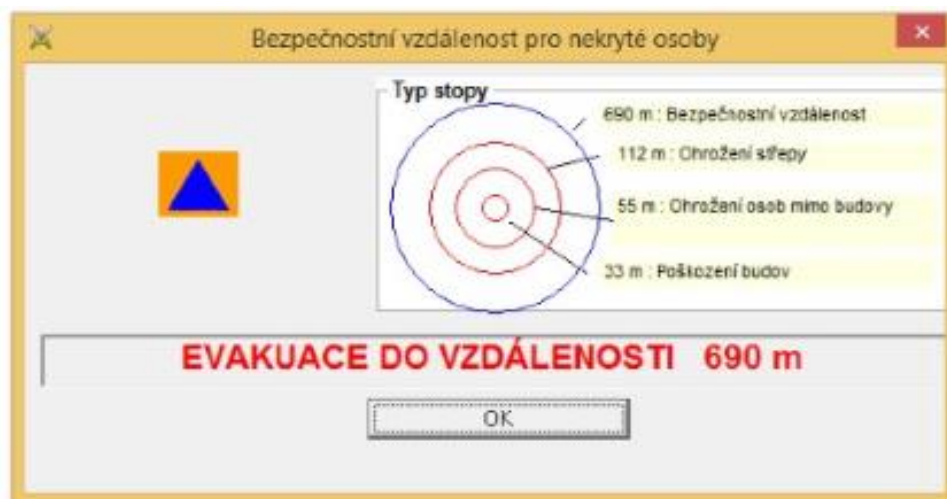 Bezpečnostní vzdálenost pro nekryté osoby
Typ stopy
690 m : Bezpečnostní vzdálenost
112 m : Ohrožení střepy
55 m : Ohrožení osob mimo budovy
33 m : Poškození budov
EVAKUACE DO VZDÁLENOSTI 690 m
OK